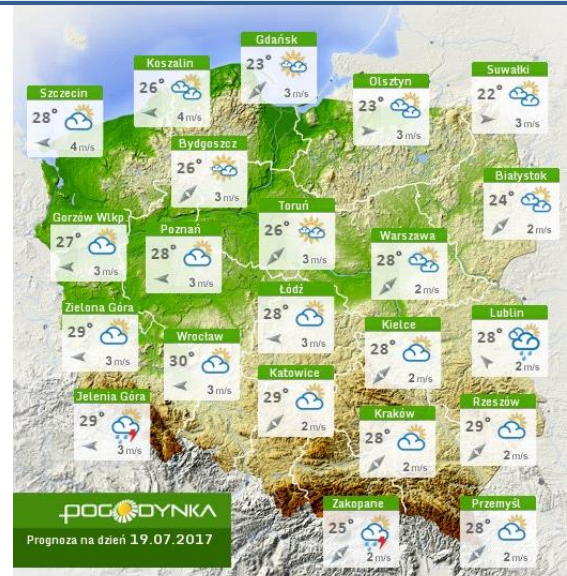 Gdańsk
23°
3 m/s
Koszalin
26°
4 m/s
Suwałki
22°
3 m/s
Olsztyn
23°
3 m/s
Szczecin
28°
4 m/s
Bydgoszcz
26°
3 m/s
Białystok
24°
2 m/s
Toruń
26°
3 m/s
Gorzów Wlkp
27°
3 m/s
Poznań
28°
3 m/s
Warszawa
28°
2 m/s
Łódź
28°
3 m/s
Zielona Góra
29°
3 m/s
Lublin
28°
2 m/s
Kielce
28°
2 m/s
Wrocław
30°
3 m/s
Katowice
29°
2 m/s
Jelenia Góra
29°
3 m/s
Rzeszów
29°
2 m/s
Kraków
28°
2 m/s
Zakopane
25°
2 m/s
Przemyśl
28°
2 m/s
POGODYNKA
Prognoza na dzień 19.07.2017